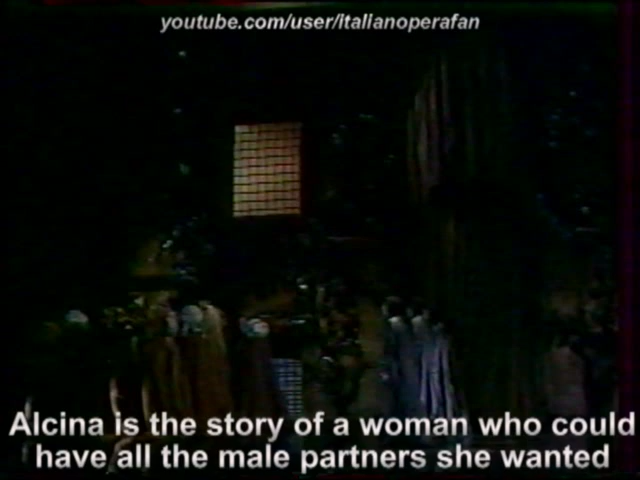 youtube.com/user/italianoperafan
Alcina is the story of a woman who could
have all the male partners she wanted